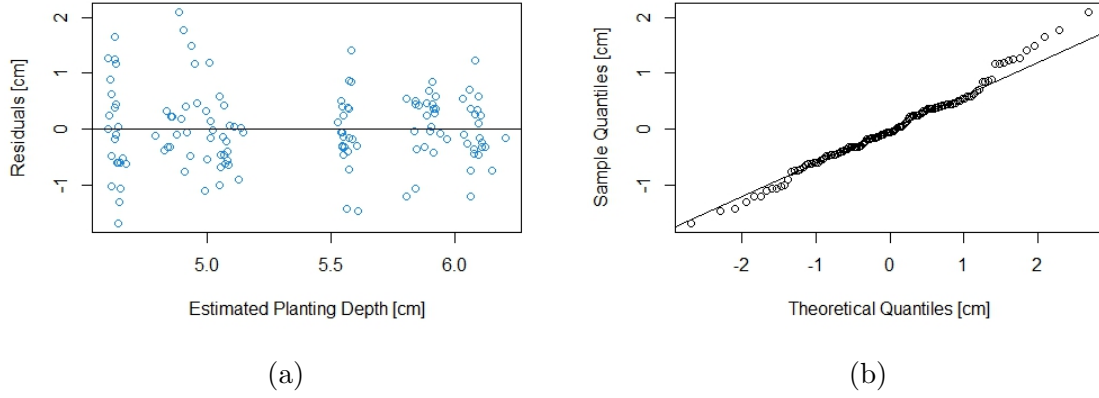 Residuals [cm]
2
1
0
-1
5.0 5.5 6.0
Estimated Planting Depth [cm]
(a)
Sample Quantiles [cm]
2
1
0
-1
-2 -1 0 1 2
Theoretical Quantiles [cm]
(b)